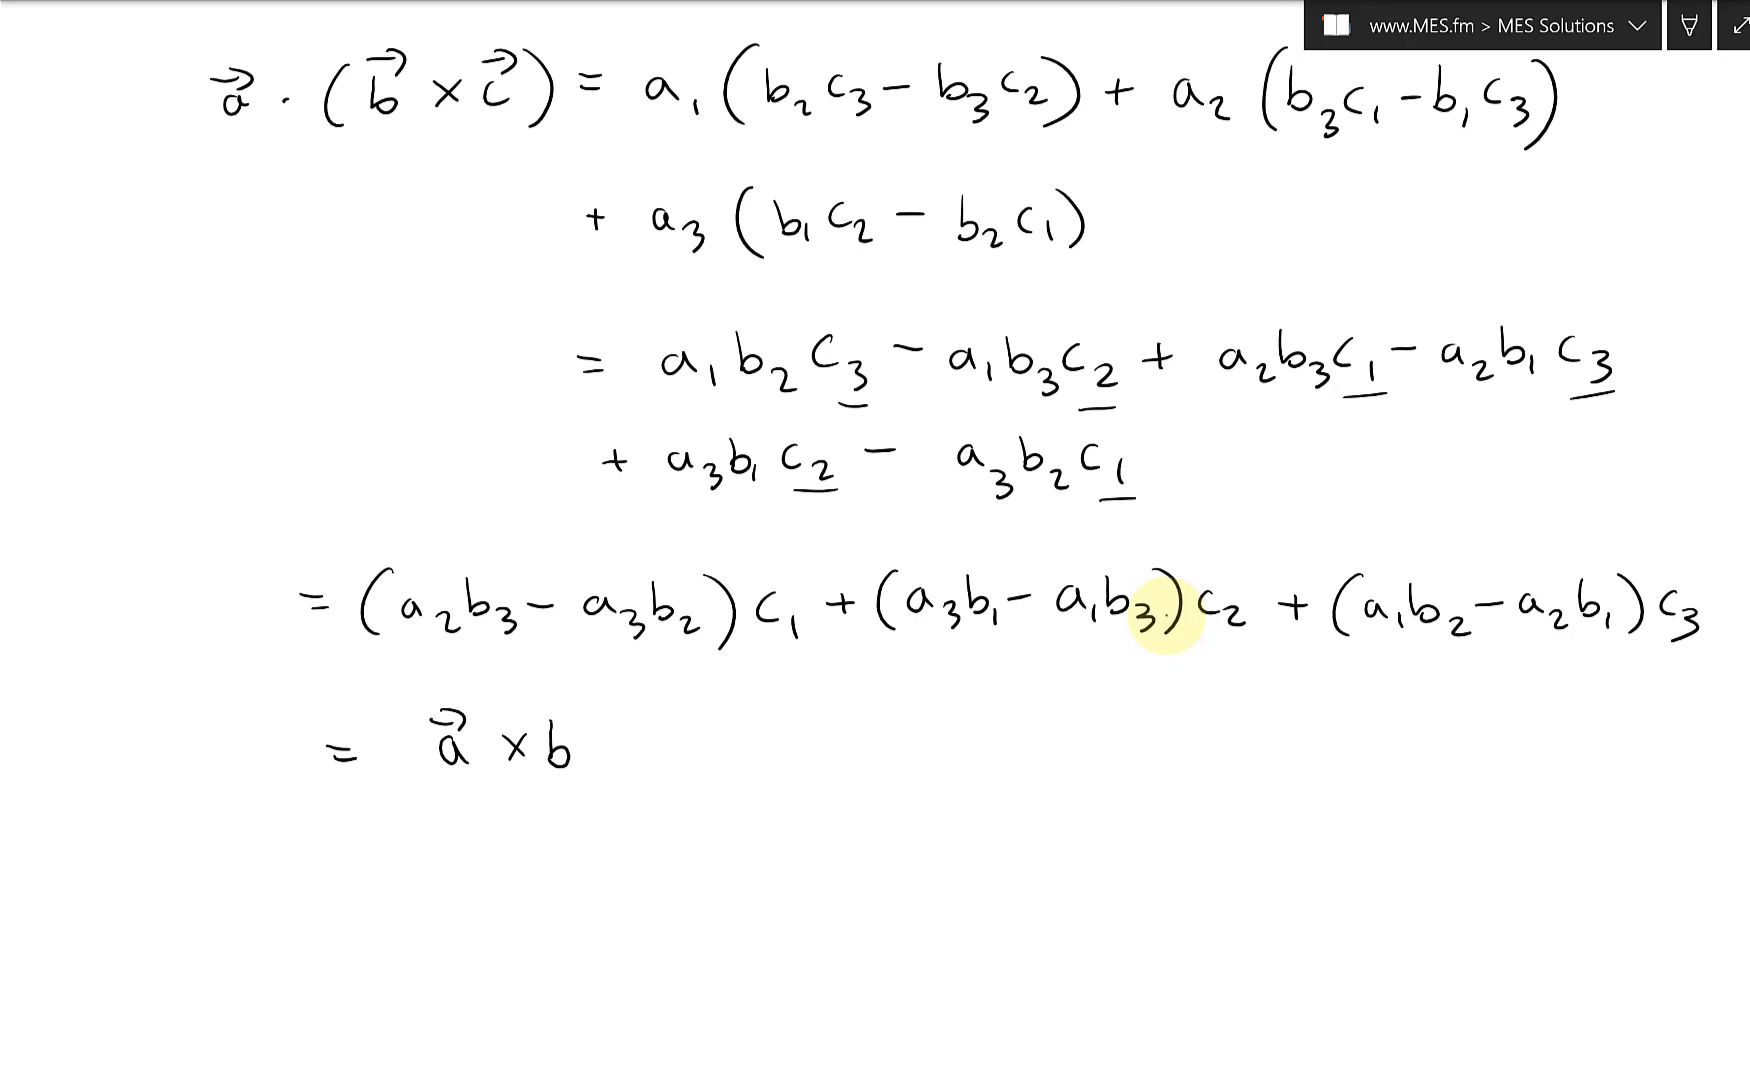 www.MES.fm > MES Solutions
a⃗ · (b⃗ × c⃗) = a₁(b₂c₃ − b₃c₂) + a₂(b₃c₁ − b₁c₃)
+ a₃(b₁c₂ − b₂c₁)
= a₁b₂c₃ − a₁b₃c₂ + a₂b₃c₁ − a₂b₁c₃
+ a₃b₁c₂ − a₃b₂c₁
= (a₂b₃ − a₃b₂)c₁ + (a₃b₁ − a₁b₃)c₂ + (a₁b₂ − a₂b₁)c₃
= a⃗ × b